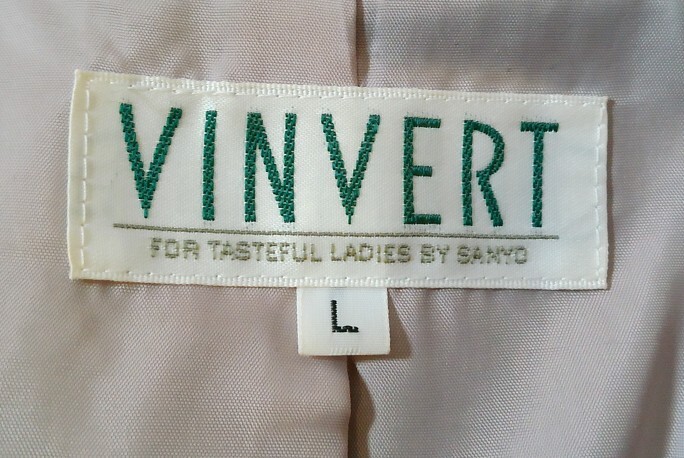 VINVERT
FOR TASTEFUL LADIES BY SANYO
L